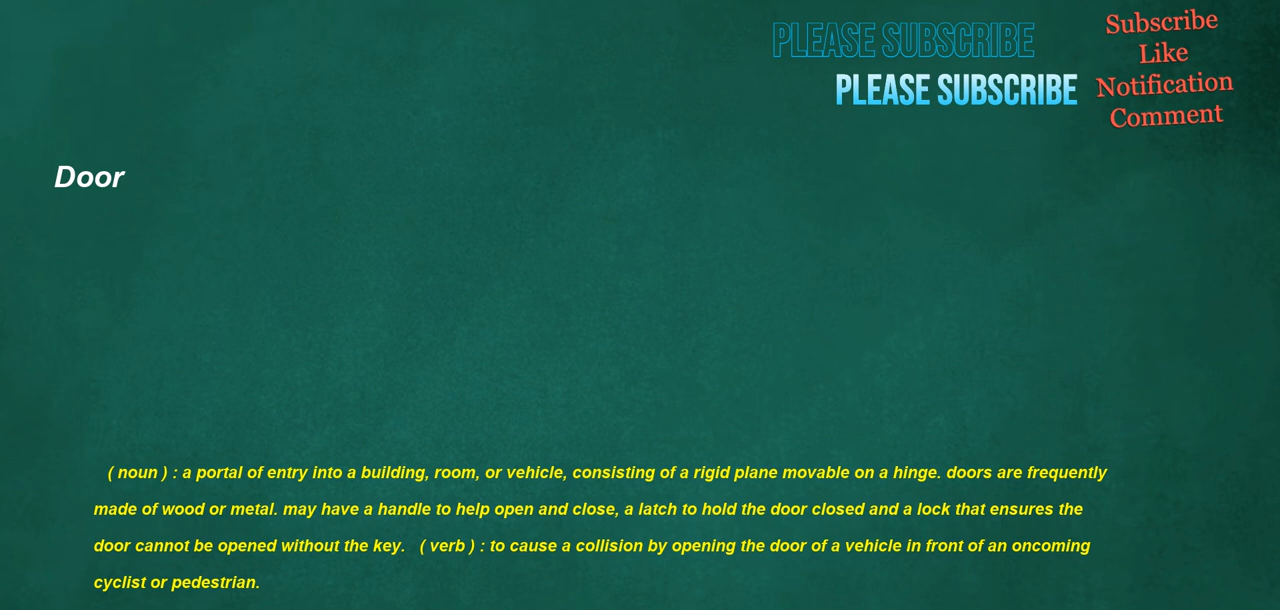 PLEASE SUBSCRIBE
PLEASE SUBSCRIBE
Subscribe
Like
Notification
Comment
Door
( noun ) : a portal of entry into a building, room, or vehicle, consisting of a rigid plane movable on a hinge. doors are frequently
made of wood or metal. may have a handle to help open and close, a latch to hold the door closed and a lock that ensures the
door cannot be opened without the key. ( verb ) : to cause a collision by opening the door of a vehicle in front of an oncoming
cyclist or pedestrian.